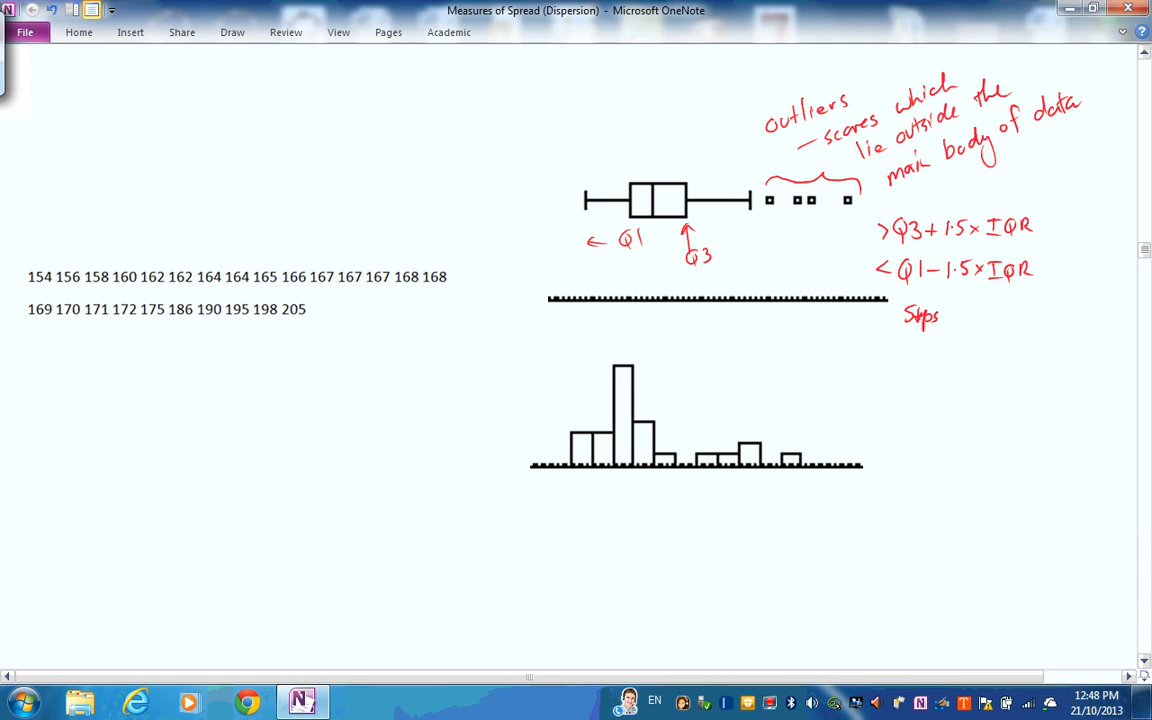 Measures of Spread (Dispersion) - Microsoft OneNote
File Home Insert Share Draw Review View Pages Academic
outliers
- scores which
lie outside the
main body of data
← Q1
Q3
> Q3 + 1.5 × IQR
< Q1 - 1.5 × IQR
Steps
154 156 158 160 162 162 164 164 165 166 167 167 167 168 168
169 170 171 172 175 186 190 195 198 205
EN
12:48 PM
21/10/2013